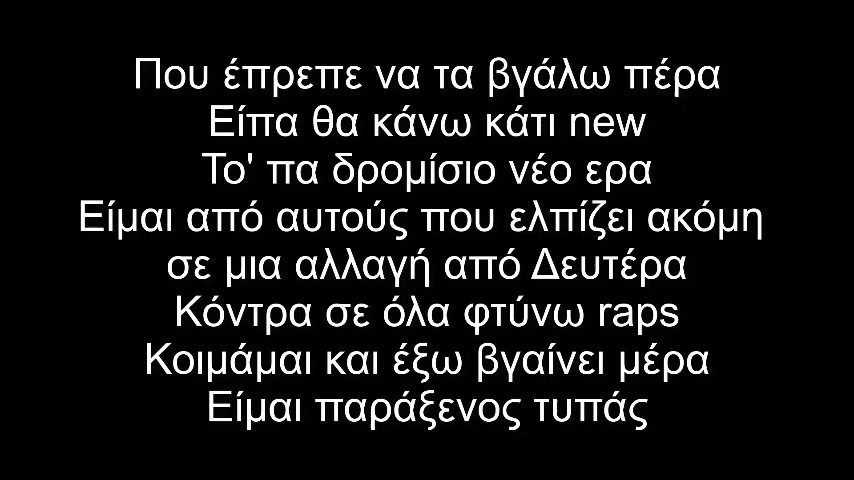 Που έπρεπε να τα βγάλω πέρα
Είπα θα κάνω κάτι new
Το' πα δρομίσιο νέο ερα
Είμαι από αυτούς που ελπίζει ακόμη
σε μια αλλαγή από Δευτέρα
Κόντρα σε όλα φτύνω raps
Κοιμάμαι και έξω βγαίνει μέρα
Είμαι παράξενος τυπάς